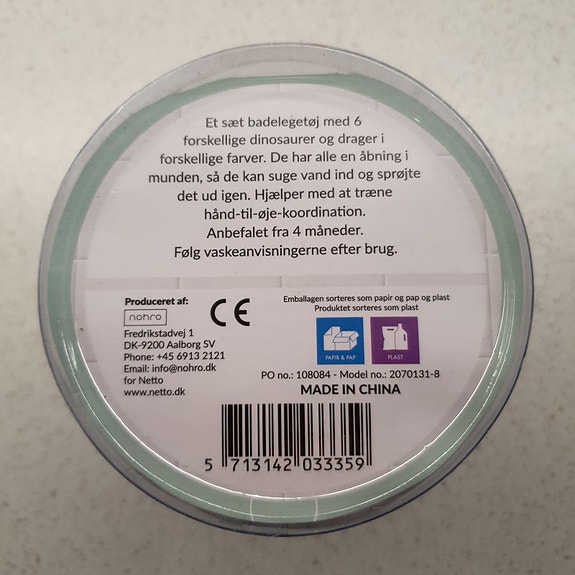 Et sæt badelegetøj med 6
forskellige dinosaurer og drager i
forskellige farver. De har alle en åbning i
munden, så de kan suge vand ind og sprøjte
det ud igen. Hjælper med at træne
hånd-til-øje-koordination.
Anbefalet fra 4 måneder.
Følg vaskeanvisningerne efter brug.
Produceret af:
nohro
Fredrikstadvej 1
DK-9200 Aalborg SV
Phone: +45 6913 2121
Email: info@nohro.dk
for Netto
www.netto.dk
CE
Emballagen sorteres som papir og pap og plast
Produktet sorteres som plast
PAPIR & PAP
PLAST
PO no.: 108084 - Model no.: 2070131-8
MADE IN CHINA
5 713142 033359